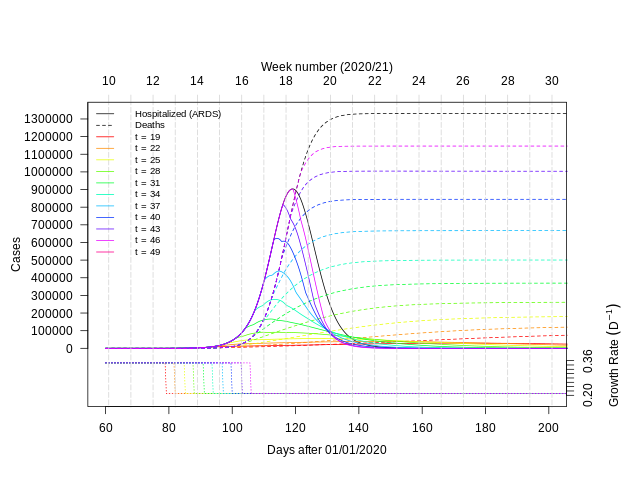 Week number (2020/21)
10 12 14 16 18 20 22 24 26 28 30
Hospitalized (ARDS)
Deaths
t = 19
t = 22
t = 25
t = 28
t = 31
t = 34
t = 37
t = 40
t = 43
t = 46
t = 49
1300000
1200000
1100000
1000000
900000
800000
700000
600000
500000
400000
300000
200000
100000
0
Cases
0.36
0.20
Growth Rate (D⁻¹)
60 80 100 120 140 160 180 200
Days after 01/01/2020